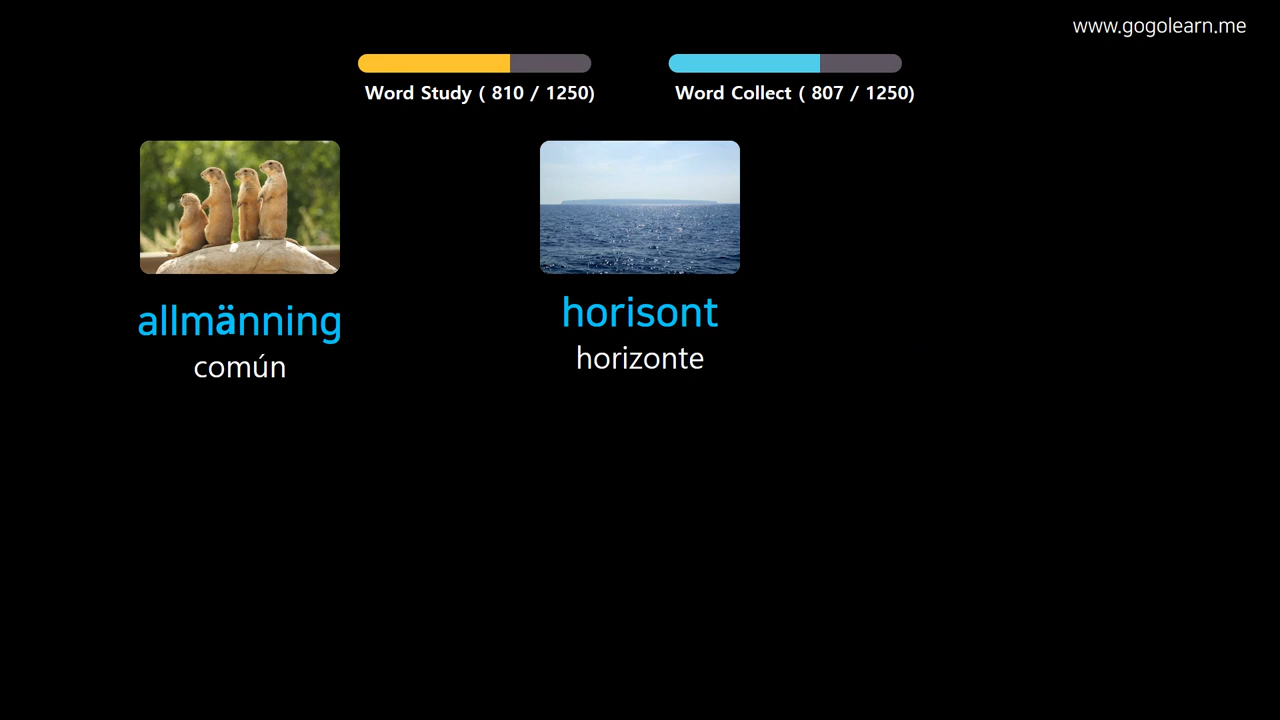 www.gogolearn.me
Word Study ( 810 / 1250)
Word Collect ( 807 / 1250)
allmänning
común
horisont
horizonte